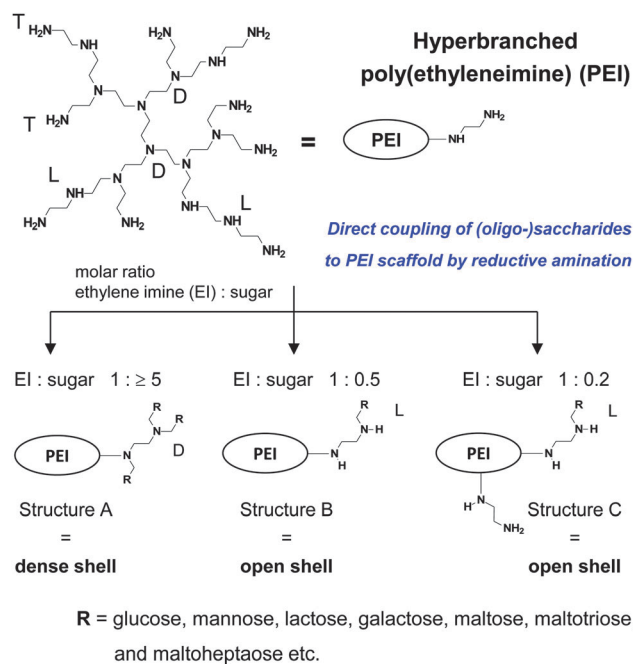 T
H₂N
NH
NH₂
NH₂
N
N
NH
D
H₂N
N
T
NH₂
N
N
D
NH₂
L
N
N
NH
NH
NH
L
H₂N
NH₂
NH₂
Hyperbranched
poly(ethyleneimine) (PEI)
=
PEI
NH
NH₂
Direct coupling of (oligo-)saccharides
to PEI scaffold by reductive amination
molar ratio
ethylene imine (EI) : sugar
EI : sugar 1 : ≥ 5
R
R
N
N
D
R
PEI
Structure A
=
dense shell
EI : sugar 1 : 0.5
R
L
N-H
PEI
N
H
Structure B
=
open shell
EI : sugar 1 : 0.2
R
L
N-H
PEI
N
H
H-N
NH₂
Structure C
=
open shell
R = glucose, mannose, lactose, galactose, maltose, maltotriose
and maltoheptaose etc.